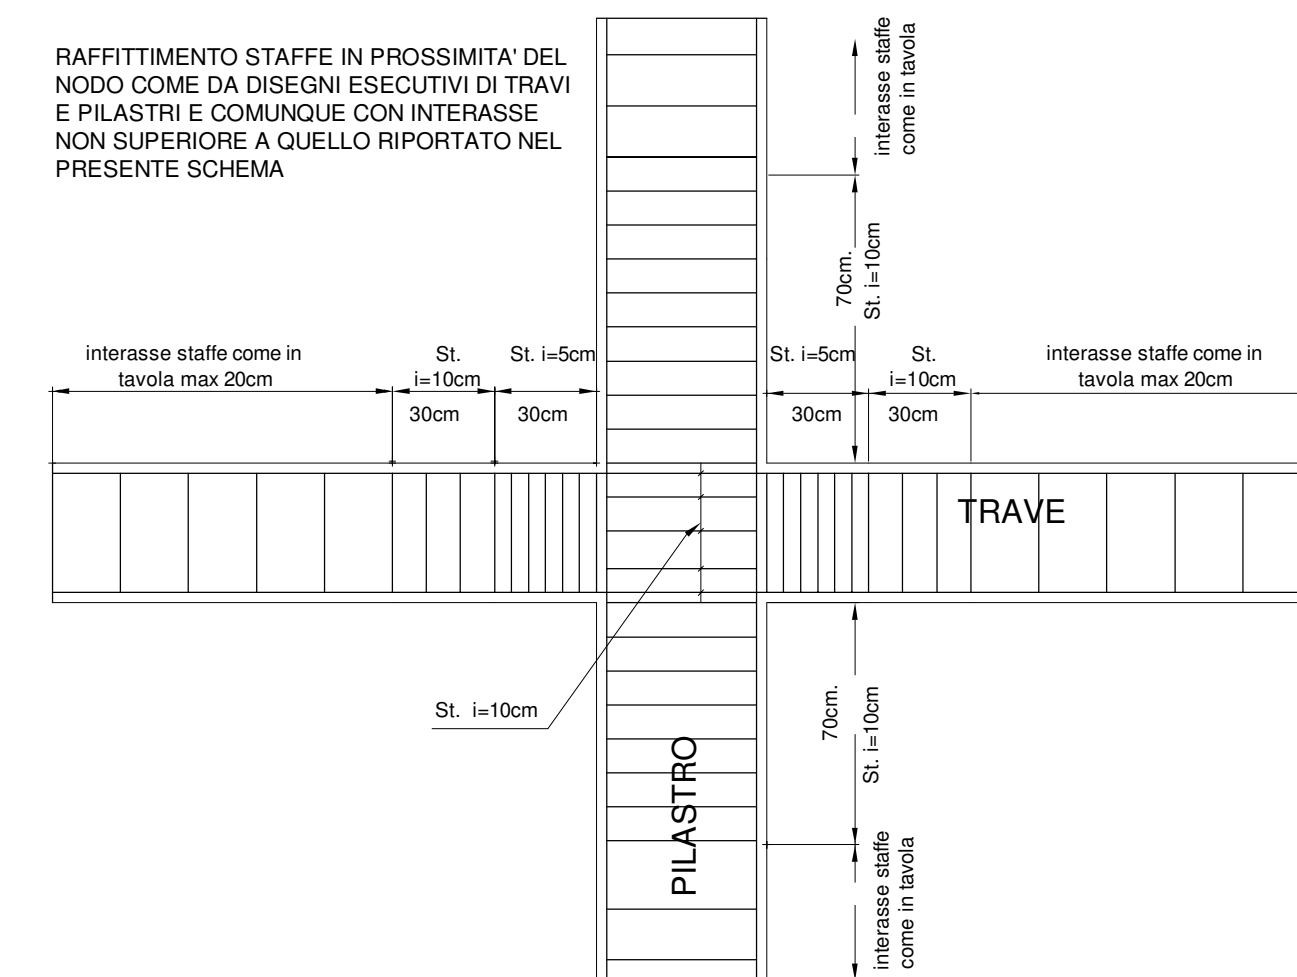 RAFFITTIMENTO STAFFE IN PROSSIMITA' DEL
NODO COME DA DISEGNI ESECUTIVI DI TRAVI
E PILASTRI E COMUNQUE CON INTERASSE
NON SUPERIORE A QUELLO RIPORTATO NEL
PRESENTE SCHEMA
interasse staffe
come in tavola
70cm.
St. i=10cm
interasse staffe come in
tavola max 20cm
St.
i=10cm
30cm
St. i=5cm
30cm
St. i=5cm
30cm
St.
i=10cm
30cm
interasse staffe come in
tavola max 20cm
TRAVE
St. i=10cm
PILASTRO
70cm.
St. i=10cm
interasse staffe
come in tavola